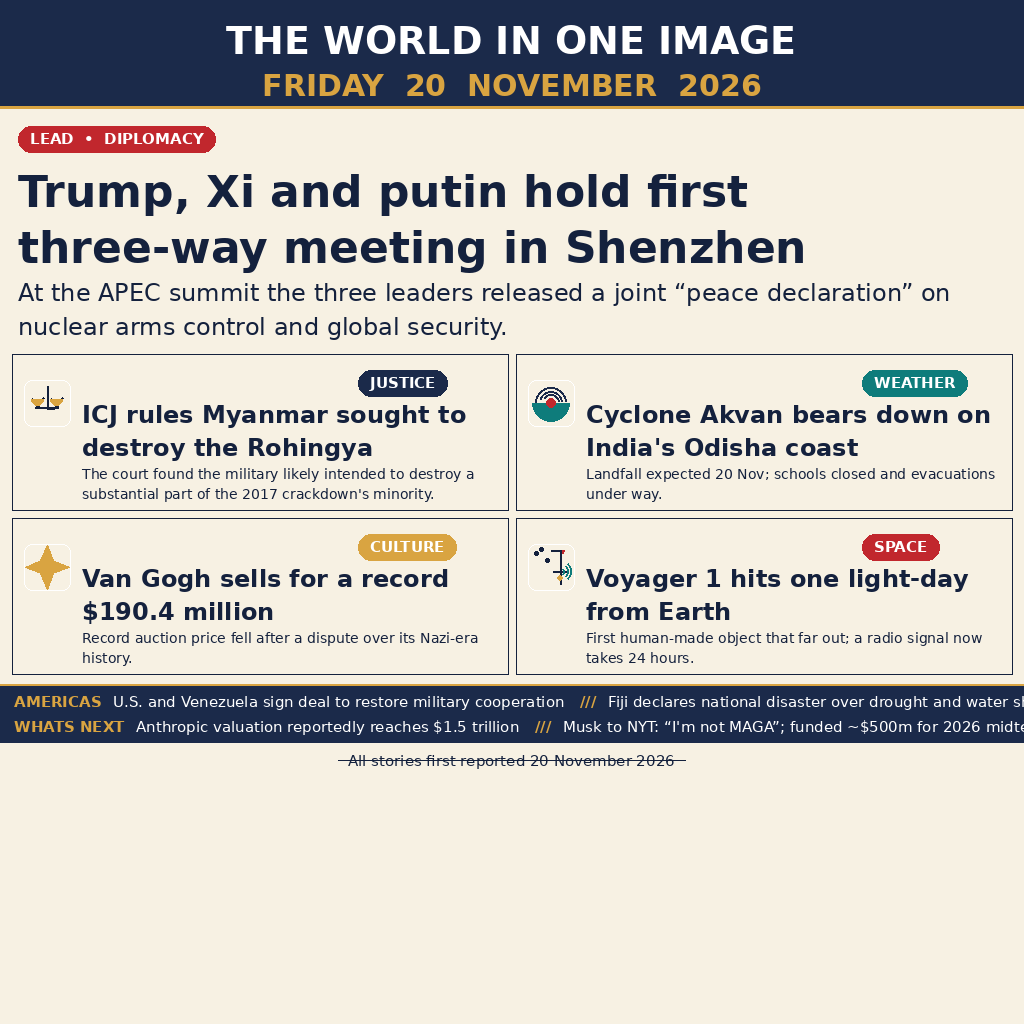 THE WORLD IN ONE IMAGE
FRIDAY 20 NOVEMBER 2026
LEAD • DIPLOMACY
Trump, Xi and putin hold first
three-way meeting in Shenzhen
At the APEC summit the three leaders released a joint “peace declaration” on
nuclear arms control and global security.
JUSTICE
ICJ rules Myanmar sought to
destroy the Rohingya
The court found the military likely intended to destroy a
substantial part of the 2017 crackdown's minority.
WEATHER
Cyclone Akvan bears down on
India's Odisha coast
Landfall expected 20 Nov; schools closed and evacuations
under way.
CULTURE
Van Gogh sells for a record
$190.4 million
Record auction price fell after a dispute over its Nazi-era
history.
SPACE
Voyager 1 hits one light-day
from Earth
First human-made object that far out; a radio signal now
takes 24 hours.
AMERICAS U.S. and Venezuela sign deal to restore military cooperation /// Fiji declares national disaster over drought and water
WHATS NEXT Anthropic valuation reportedly reaches $1.5 trillion /// Musk to NYT: “I'm not MAGA”; funded ~$500m for 2026
All stories first reported 20 November 2026